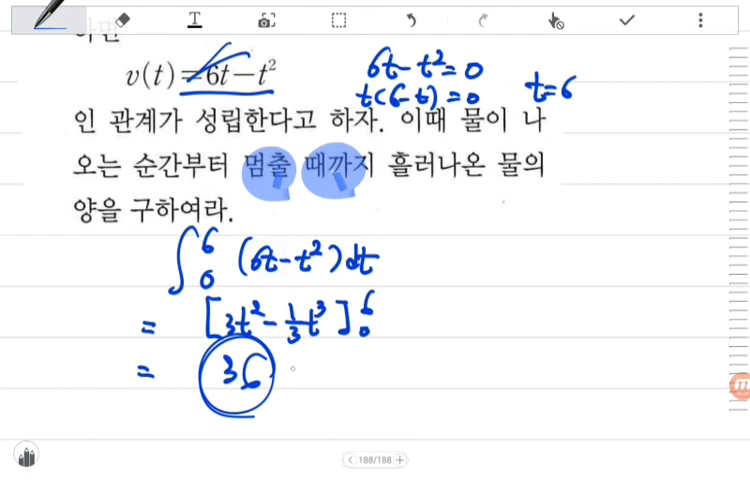 v(t)=6t-t²
6t-t²=0
t(6-t)=0 t=6
인 관계가 성립한다고 하자. 이때 물이 나
오는 순간부터 멈출 때까지 흘러나온 물의
양을 구하여라.
∫₀⁶ (6t-t²)dt
= [3t²-1/3t³]₀⁶
= 36
188/188